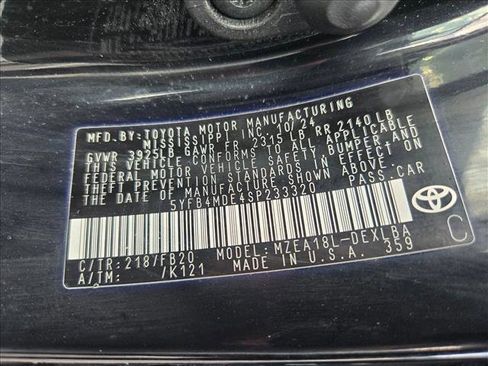 MFD. BY: TOYOTA MOTOR MANUFACTURING
MISSISSIPPI, INC. 10/24
GVWR 3925LB GAWR FR 2315 LB RR 2140LB
THIS VEHICLE CONFORMS TO ALL APPLICABLE
FEDERAL MOTOR VEHICLE SAFETY, BUMPER, AND
THEFT PREVENTION STANDARDS IN EFFECT ON
THE DATE OF MANUFACTURE SHOWN ABOVE.
5YFB4MDE4SP233320 PASS.CAR
C/TR: 218/FB20 MODEL: MZEA18L-DEXLBA
A/TM: /K121 MADE IN U.S.A. 359
TOYOTA
C